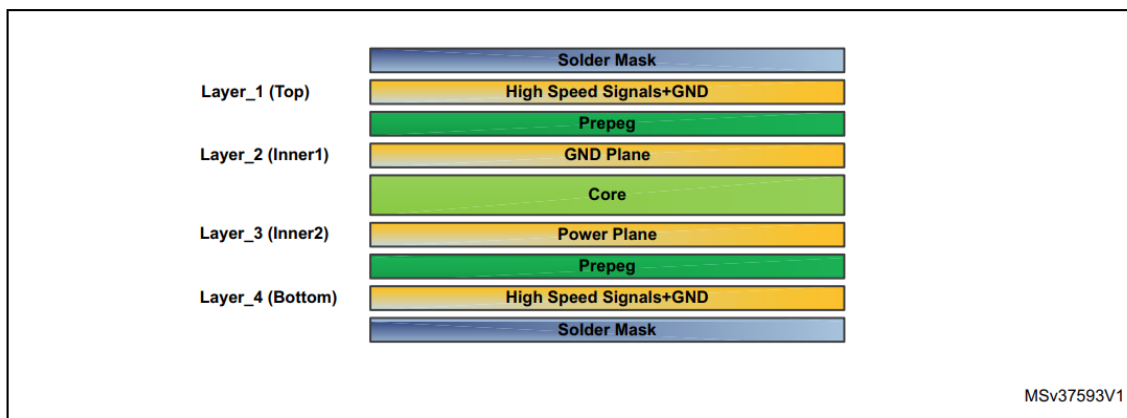 Solder Mask
Layer_1 (Top) High Speed Signals+GND
Prepeg
Layer_2 (Inner1) GND Plane
Core
Layer_3 (Inner2) Power Plane
Prepeg
Layer_4 (Bottom) High Speed Signals+GND
Solder Mask
MSv37593V1